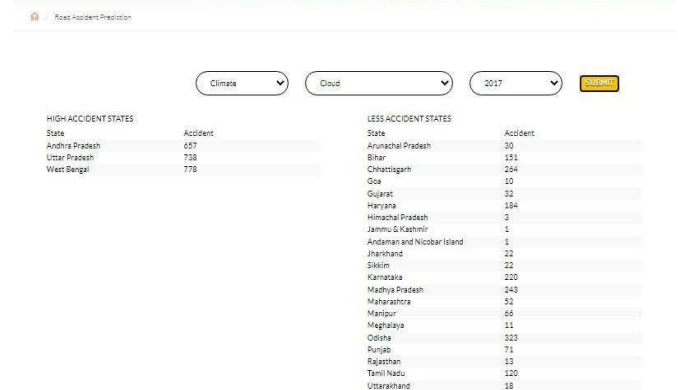 / Road Accident Prediction
Climate Cloud 2017 SUBMIT
HIGH ACCIDENT STATES
State Accident
Andhra Pradesh 657
Uttar Pradesh 738
West Bengal 778
LESS ACCIDENT STATES
State Accident
Arunachal Pradesh 30
Bihar 151
Chhattisgarh 264
Goa 10
Gujarat 32
Haryana 184
Himachal Pradesh 3
Jammu & Kashmir 1
Andaman and Nicobar Island 1
Jharkhand 22
Sikkim 22
Karnataka 220
Madhya Pradesh 243
Maharashtra 52
Manipur 66
Meghalaya 11
Odisha 323
Punjab 71
Rajasthan 13
Tamil Nadu 120
Uttarakhand 18